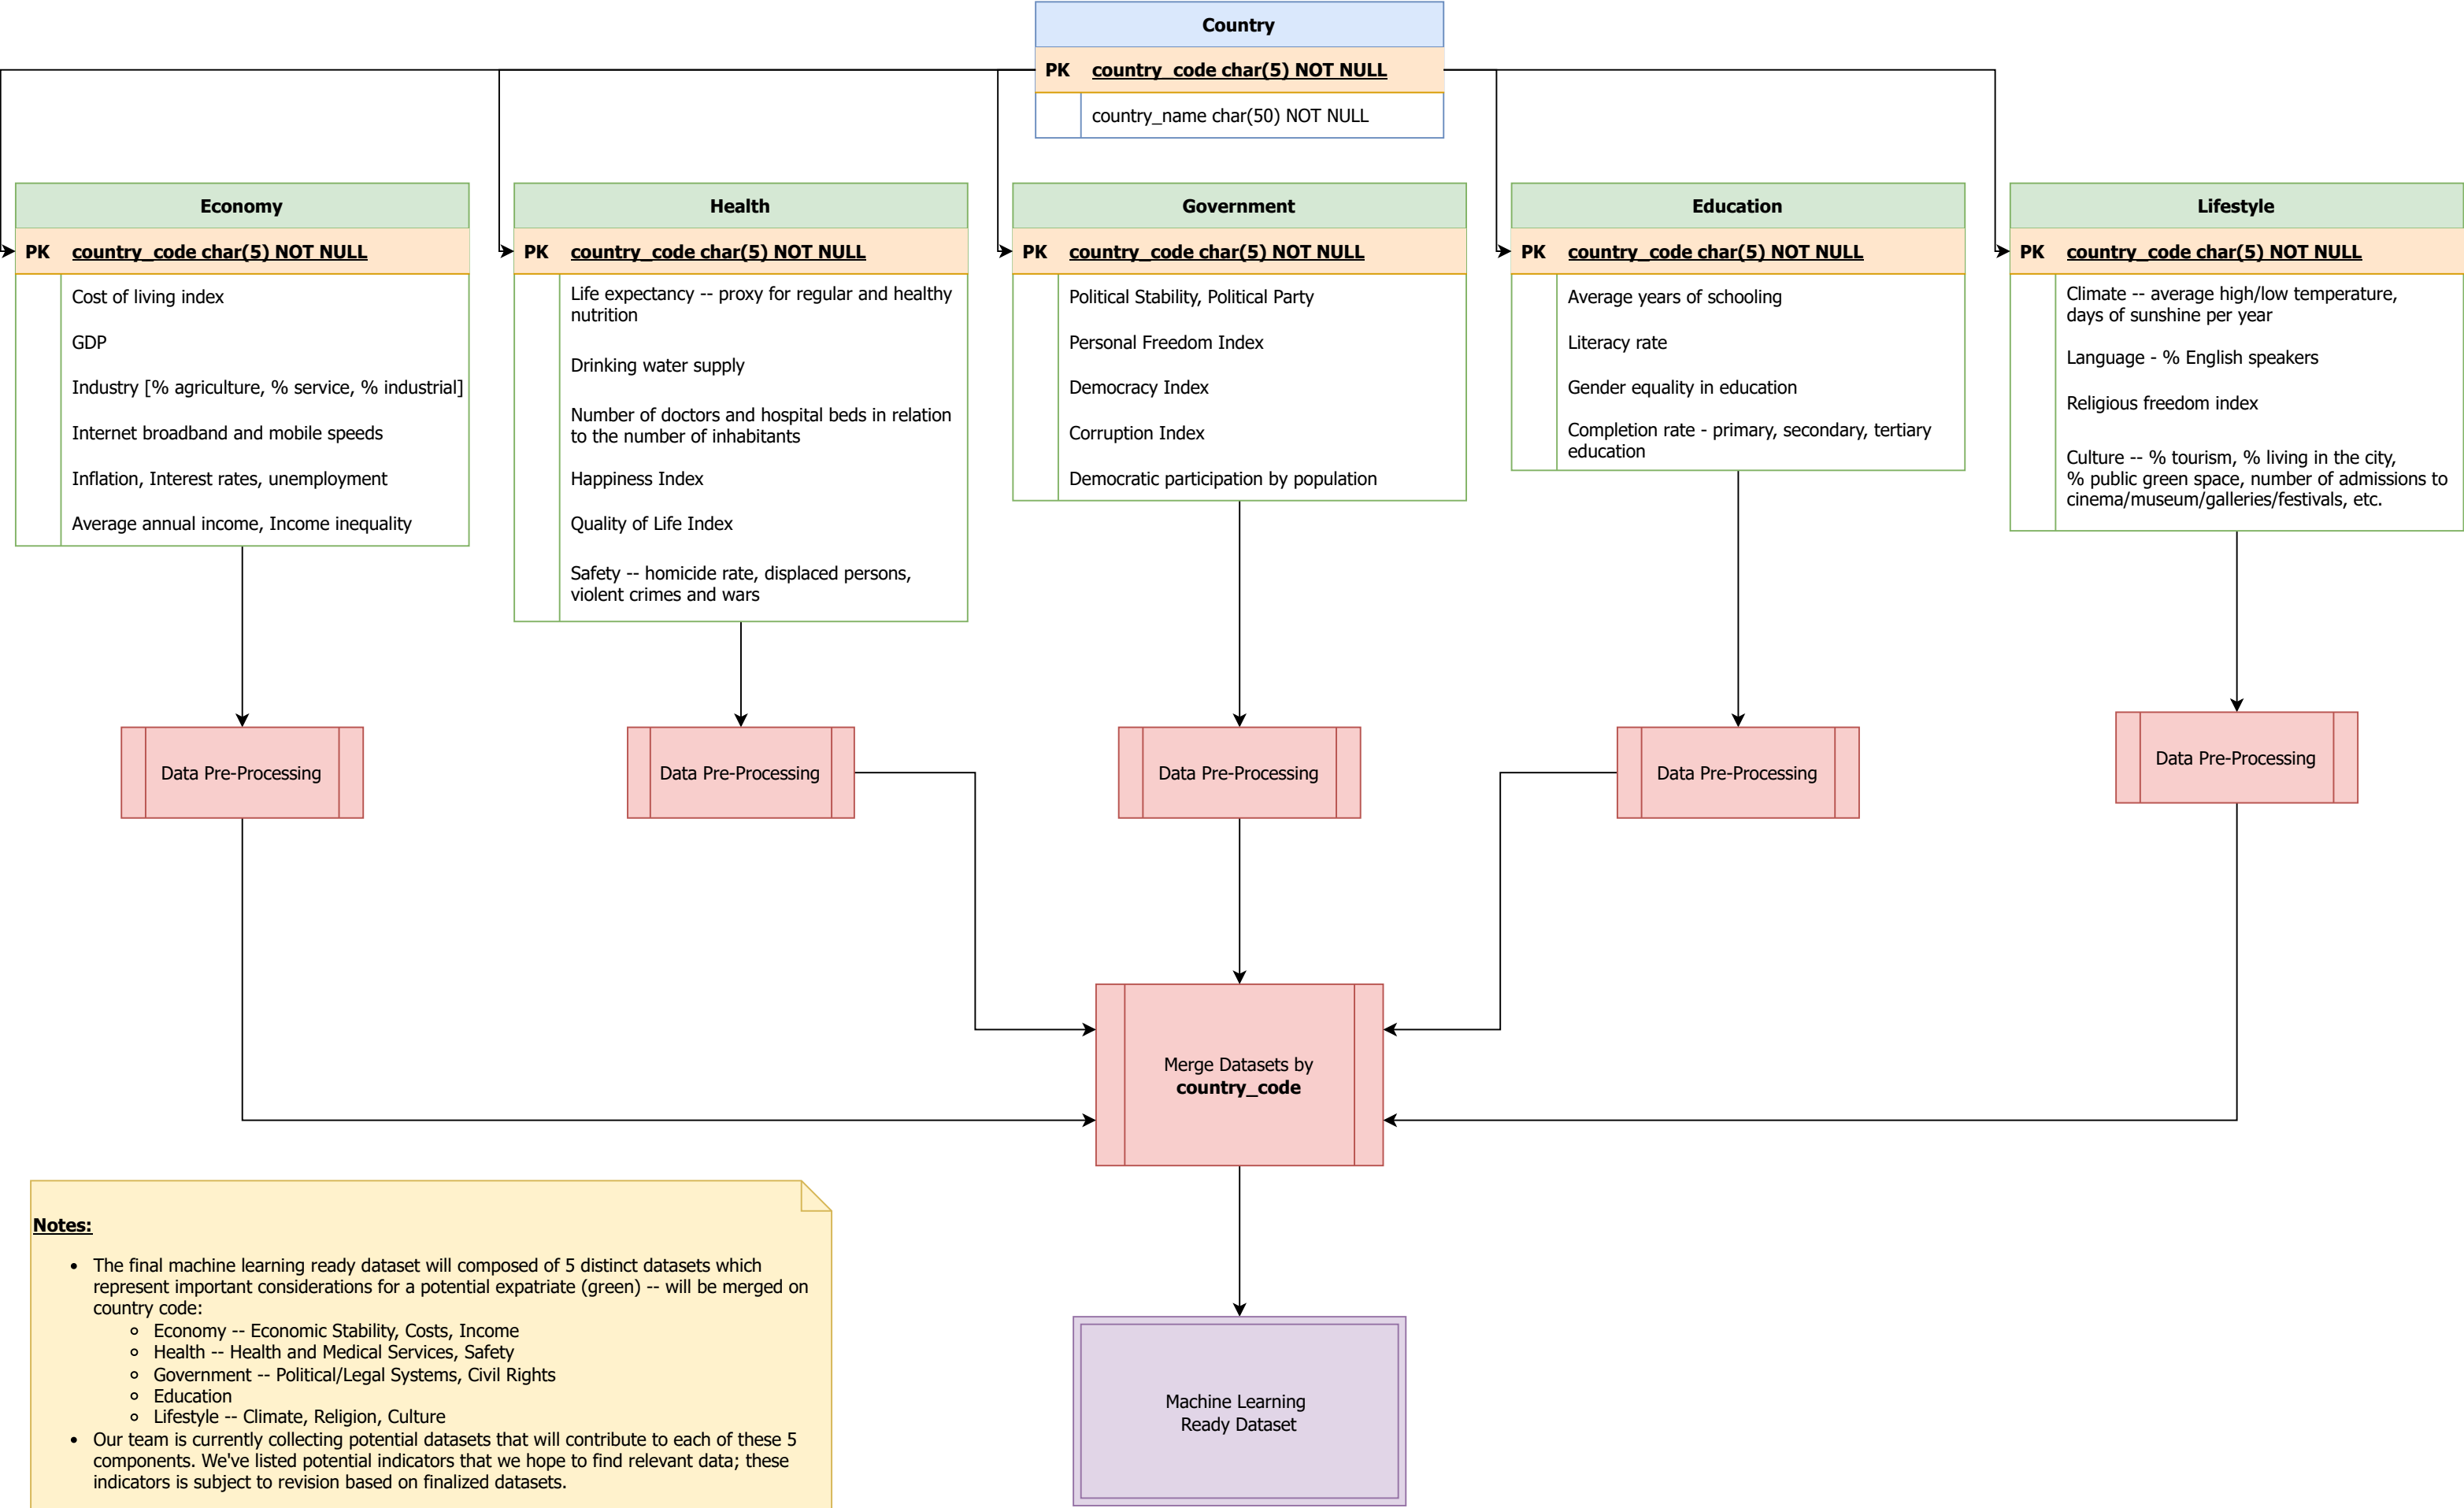 Country
PK country_code char(5) NOT NULL
country_name char(50) NOT NULL
Economy
PK country_code char(5) NOT NULL
Cost of living index
GDP
Industry [% agriculture, % service, % industrial]
Internet broadband and mobile speeds
Inflation, Interest rates, unemployment
Average annual income, Income inequality
Health
PK country_code char(5) NOT NULL
Life expectancy -- proxy for regular and healthy
nutrition
Drinking water supply
Number of doctors and hospital beds in relation
to the number of inhabitants
Happiness Index
Quality of Life Index
Safety -- homicide rate, displaced persons,
violent crimes and wars
Government
PK country_code char(5) NOT NULL
Political Stability, Political Party
Personal Freedom Index
Democracy Index
Corruption Index
Democratic participation by population
Education
PK country_code char(5) NOT NULL
Average years of schooling
Literacy rate
Gender equality in education
Completion rate - primary, secondary, tertiary
education
Lifestyle
PK country_code char(5) NOT NULL
Climate -- average high/low temperature,
days of sunshine per year
Language - % English speakers
Religious freedom index
Culture -- % tourism, % living in the city,
% public green space, number of admissions to
cinema/museum/galleries/festivals, etc.
Data Pre-Processing
Data Pre-Processing
Data Pre-Processing
Data Pre-Processing
Data Pre-Processing
Merge Datasets by
country_code
Notes:
• The final machine learning ready dataset will composed of 5 distinct datasets which
represent important considerations for a potential expatriate (green) -- will be merged on
country code:
◦ Economy -- Economic Stability, Costs, Income
◦ Health -- Health and Medical Services, Safety
◦ Government -- Political/Legal Systems, Civil Rights
◦ Education
◦ Lifestyle -- Climate, Religion, Culture
• Our team is currently collecting potential datasets that will contribute to each of these 5
components. We've listed potential indicators that we hope to find relevant data; these
indicators is subject to revision based on finalized datasets.
Machine Learning
Ready Dataset